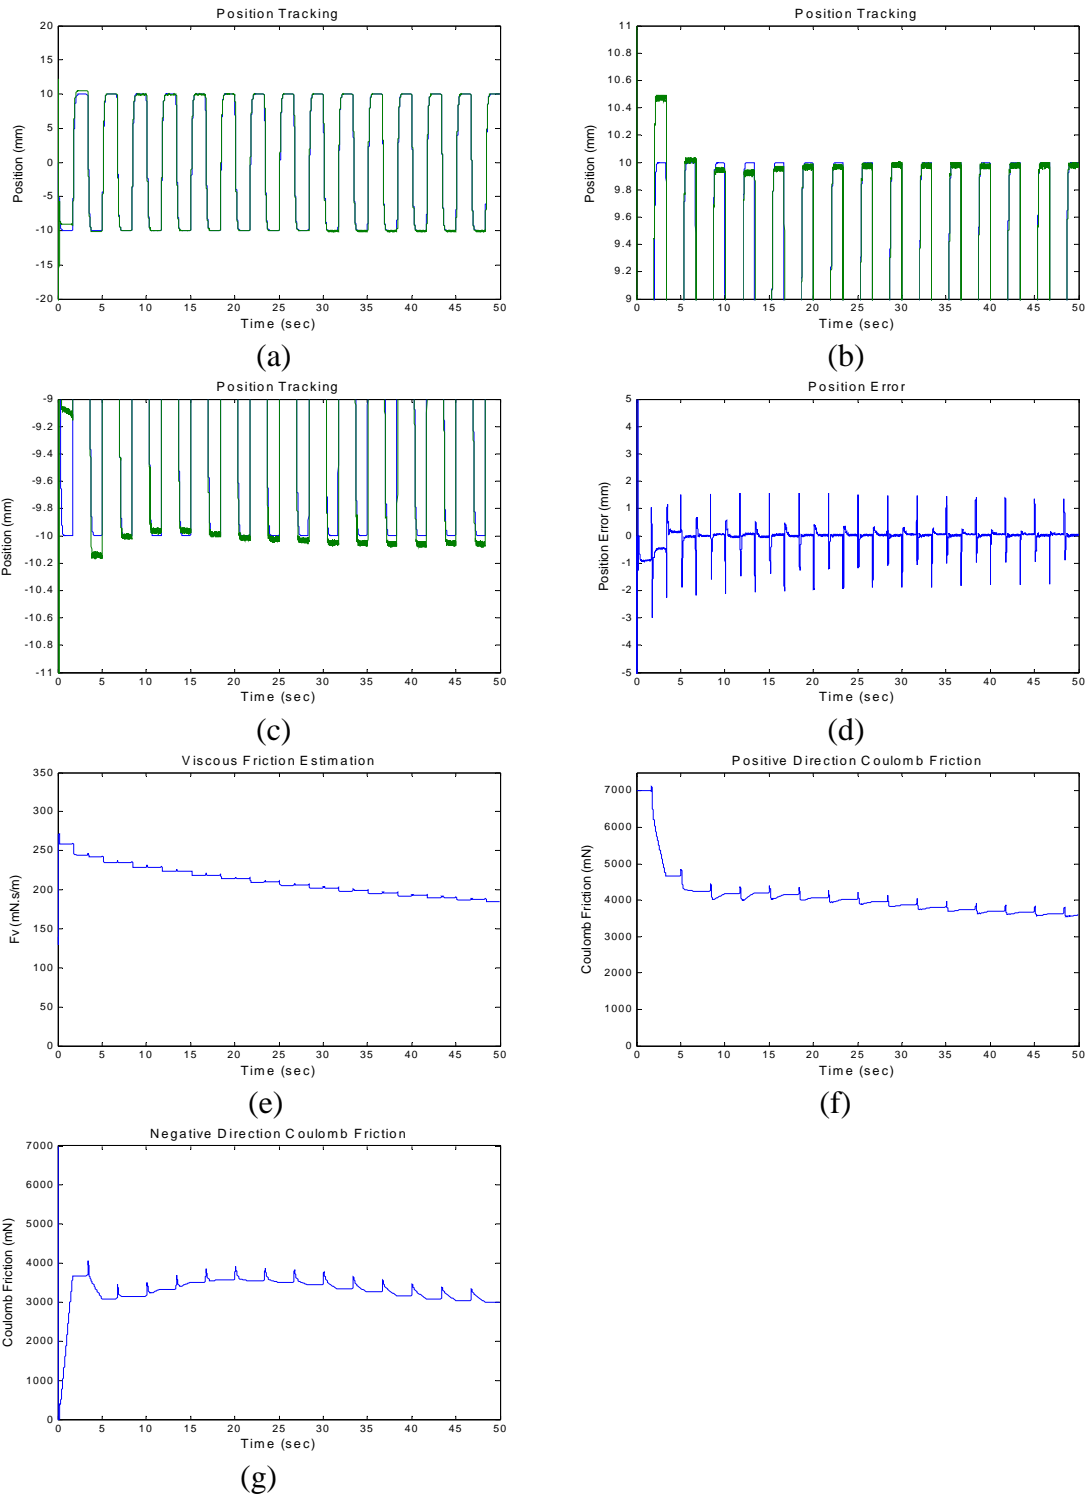 Position Tracking
20
15
10
5
0
-5
-10
-15
-20
Position (mm)
0 5 10 15 20 25 30 35 40 45 50
Time (sec)
(a)
Position Tracking
11
10.8
10.6
10.4
10.2
10
9.8
9.6
9.4
9.2
9
Position (mm)
0 5 10 15 20 25 30 35 40 45 50
Time (sec)
(b)
Position Tracking
-9
-9.2
-9.4
-9.6
-9.8
-10
-10.2
-10.4
-10.6
-10.8
-11
Position (mm)
0 5 10 15 20 25 30 35 40 45 50
Time (sec)
(c)
Position Error
5
4
3
2
1
0
-1
-2
-3
-4
-5
Position Error (mm)
0 5 10 15 20 25 30 35 40 45 50
Time (sec)
(d)
Viscous Friction Estimation
350
300
250
200
150
100
50
0
Fv (mN.s/m)
0 5 10 15 20 25 30 35 40 45 50
Time (sec)
(e)
Positive Direction Coulomb Friction
7000
6000
5000
4000
3000
2000
1000
0
Coulomb Friction (mN)
0 5 10 15 20 25 30 35 40 45 50
Time (sec)
(f)
Negative Direction Coulomb Friction
7000
6000
5000
4000
3000
2000
1000
0
Coulomb Friction (mN)
0 5 10 15 20 25 30 35 40 45 50
Time (sec)
(g)